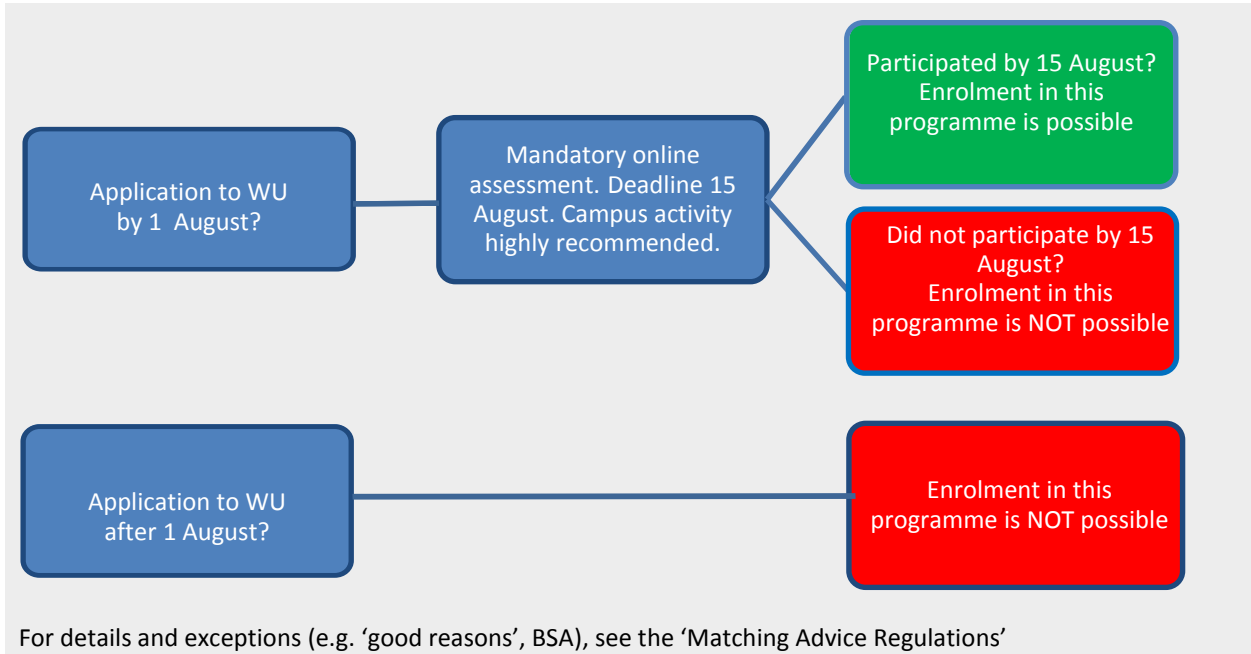 Application to WU
by 1 August?
Mandatory online
assessment. Deadline 15
August. Campus activity
highly recommended.
Participated by 15 August?
Enrolment in this
programme is possible
Did not participate by 15
August?
Enrolment in this
programme is NOT possible
Application to WU
after 1 August?
Enrolment in this
programme is NOT possible
For details and exceptions (e.g. ‘good reasons’, BSA), see the ‘Matching Advice Regulations’